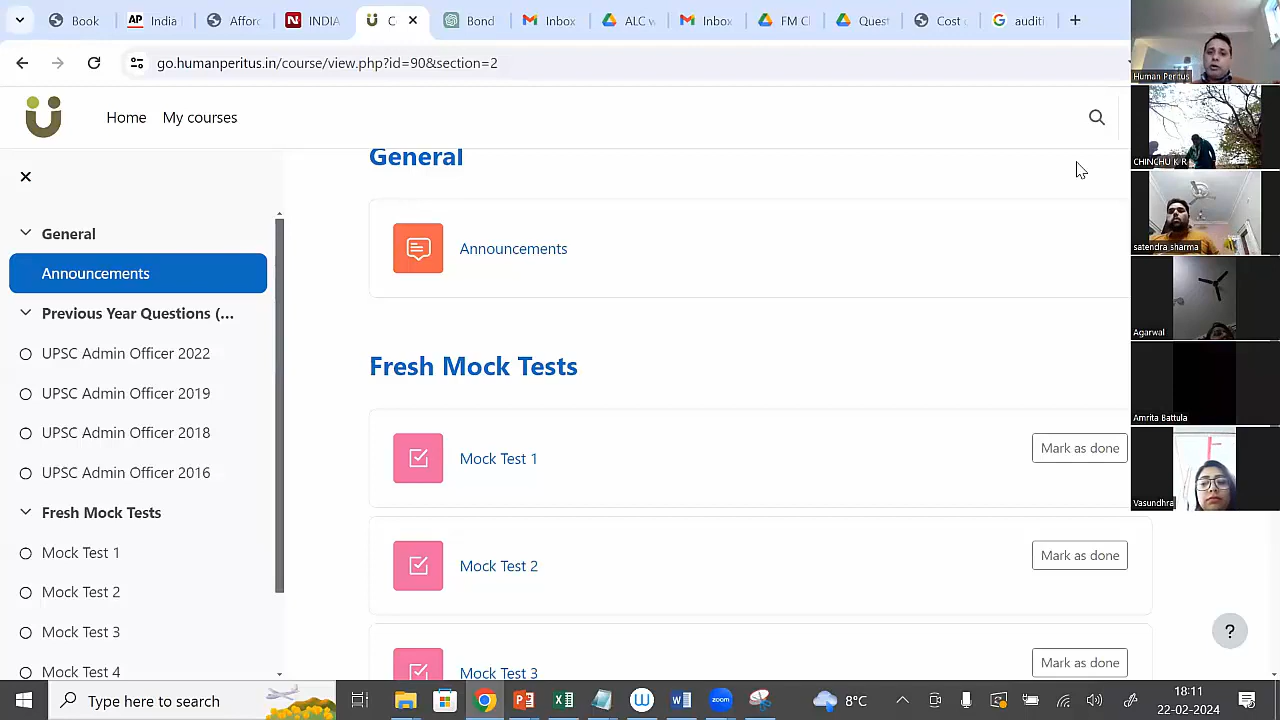 Book
AP India
Affor
N INDIA
C
Bond
Inbox
ALC v
Inbox
FM Q
Quest
Cost
G auditi
go.humanperitus.in/course/view.php?id=90&section=2
Home My courses
General
Announcements
Previous Year Questions (...
UPSC Admin Officer 2022
UPSC Admin Officer 2019
UPSC Admin Officer 2018
UPSC Admin Officer 2016
Fresh Mock Tests
Mock Test 1
Mock Test 2
Mock Test 3
Mock Test 4
General
Announcements
Fresh Mock Tests
Mock Test 1 Mark as done
Mock Test 2 Mark as done
Mock Test 3 Mark as done
?
Human Peritus
CHINCHU K R
satendra sharma
Agarwal
Amrita Battula
Vasundhra
Type here to search
zoom
8°C
18:11
22-02-2024